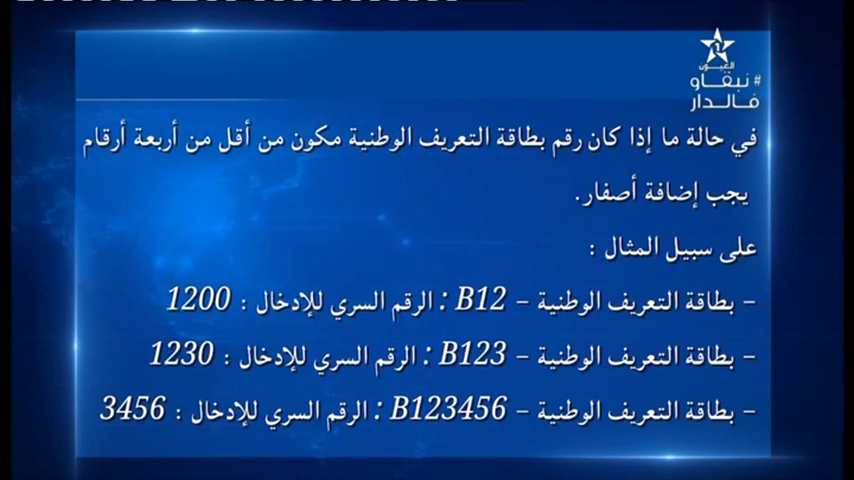 العيون
# نبقاو
فالدار
في حالة ما إذا كان رقم بطاقة التعريف الوطنية مكون من أقل من أربعة أرقام
يجب إضافة أصفار.
على سبيل المثال :
- بطاقة التعريف الوطنية - B12 : الرقم السري للإدخال : 1200
- بطاقة التعريف الوطنية - B123 : الرقم السري للإدخال : 1230
- بطاقة التعريف الوطنية - B123456 : الرقم السري للإدخال : 3456